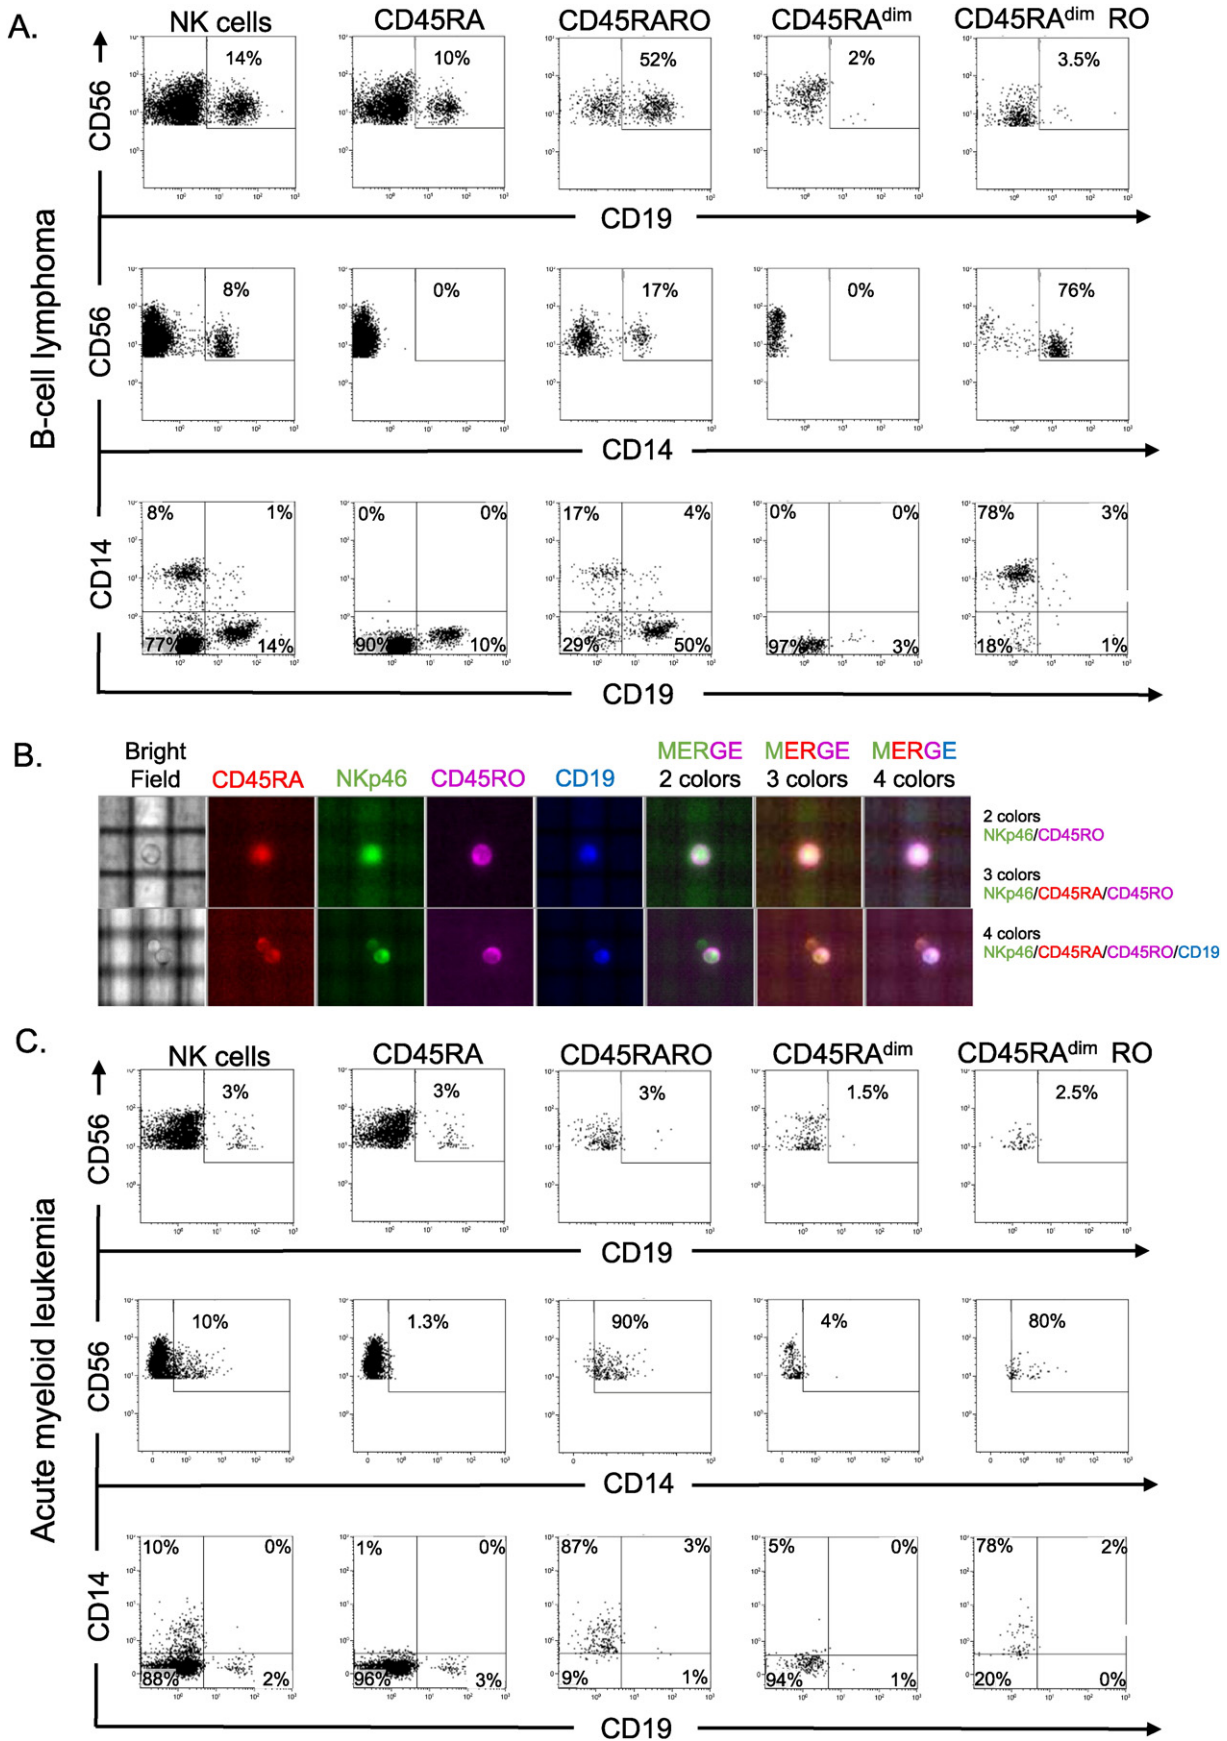 A.
NK cells CD45RA CD45RARO CD45RAdim CD45RAdim RO
B-cell lymphoma
CD56
14% 10% 52% 2% 3.5%
CD19
CD56
8% 0% 17% 0% 76%
CD14
CD14
8% 1% 0% 0% 17% 4% 0% 0% 78% 3%
77% 14% 90% 10% 29% 50% 97% 3% 18% 1%
CD19
B.
Bright Field CD45RA NKp46 CD45RO CD19 MERGE 2 colors MERGE 3 colors MERGE 4 colors
2 colors
NKp46/CD45RO
3 colors
NKp46/CD45RA/CD45RO
4 colors
NKp46/CD45RA/CD45RO/CD19
C.
NK cells CD45RA CD45RARO CD45RAdim CD45RAdim RO
Acute myeloid leukemia
CD56
3% 3% 3% 1.5% 2.5%
CD19
CD56
10% 1.3% 90% 4% 80%
CD14
CD14
10% 0% 1% 0% 87% 3% 5% 0% 78% 2%
88% 2% 96% 3% 9% 1% 94% 1% 20% 0%
CD19